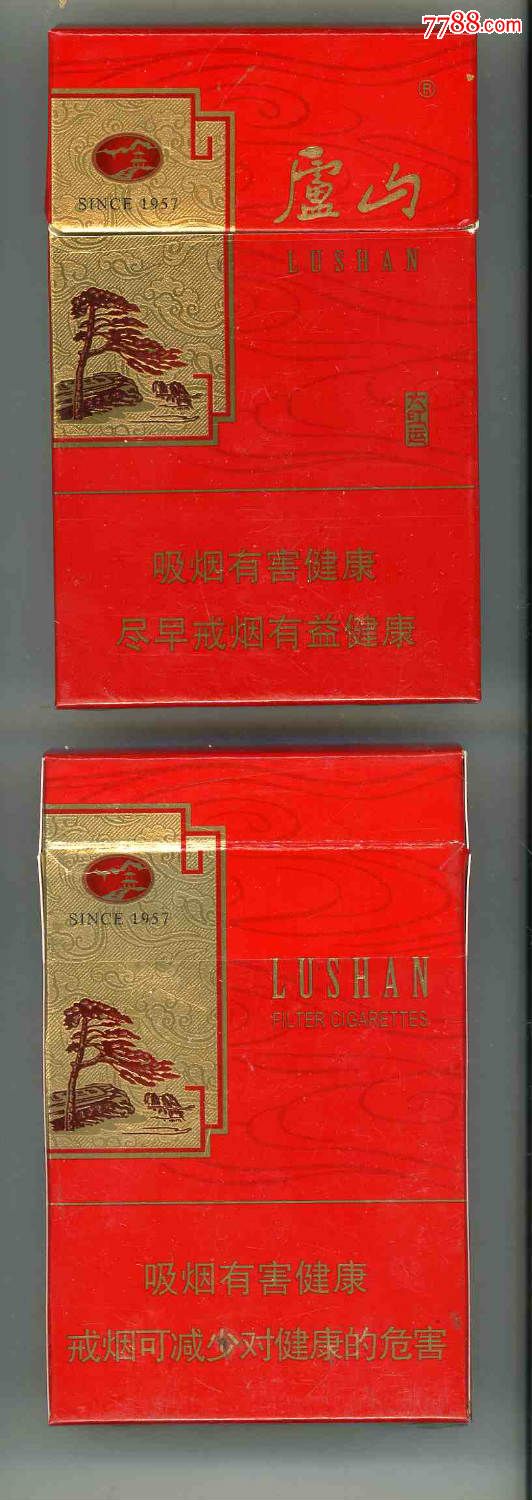 7788.com
®
盧山
SINCE 1957
LUSHAN
吸烟有害健康
尽早戒烟有益健康
SINCE 1957
LUSHAN
FILTER CIGARETTES
吸烟有害健康
戒烟可减少对健康的危害